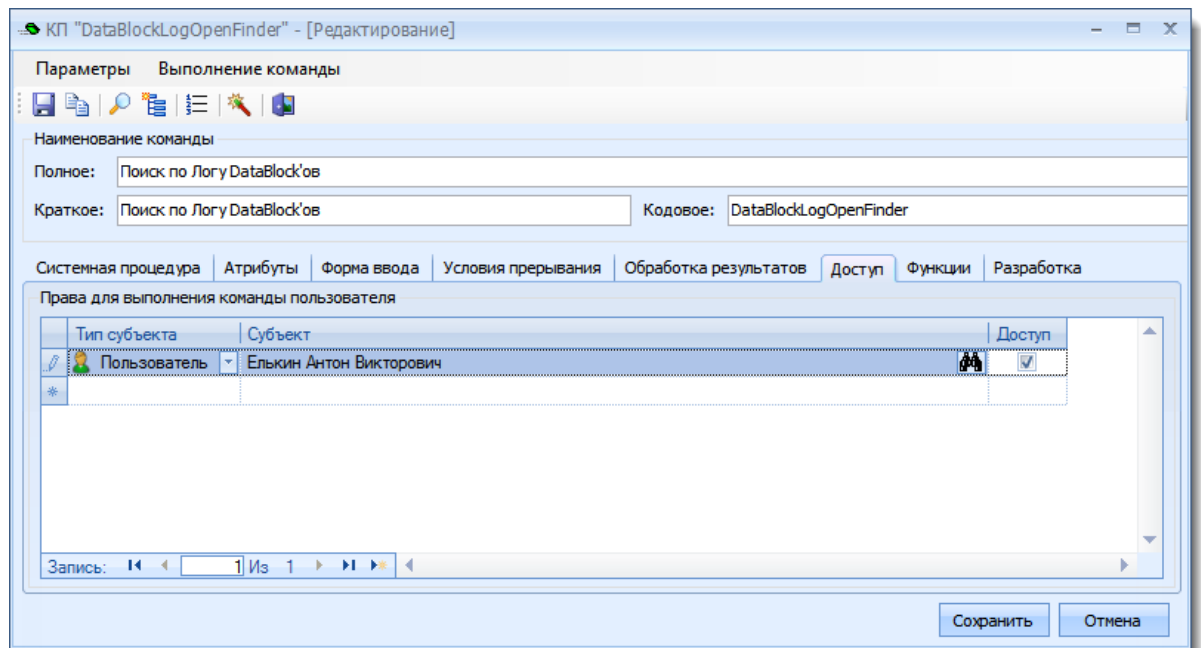 КП "DataBlockLogOpenFinder" - [Редактирование]
Параметры Выполнение команды
Наименование команды
Полное: Поиск по Логу DataBlock'ов
Краткое: Поиск по Логу DataBlock'ов Кодовое: DataBlockLogOpenFinder
Системная процедура Атрибуты Форма ввода Условия прерывания Обработка результатов Доступ Функции Разработка
Права для выполнения команды пользователя
Тип субъекта Субъект Доступ
Пользователь Елькин Антон Викторович
Запись: 1 Из 1
Сохранить Отмена